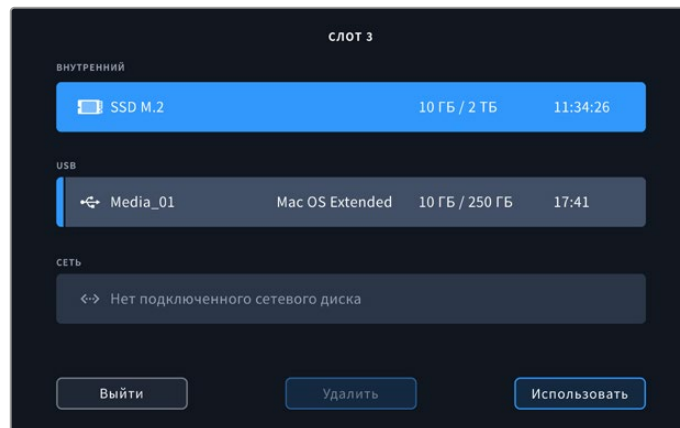 СЛОТ 3
ВНУТРЕННИЙ
SSD M.2 10 ГБ / 2 ТБ 11:34:26
USB
Media_01 Mac OS Extended 10 ГБ / 250 ГБ 17:41
СЕТЬ
Нет подключенного сетевого диска
Выйти Удалить Использовать